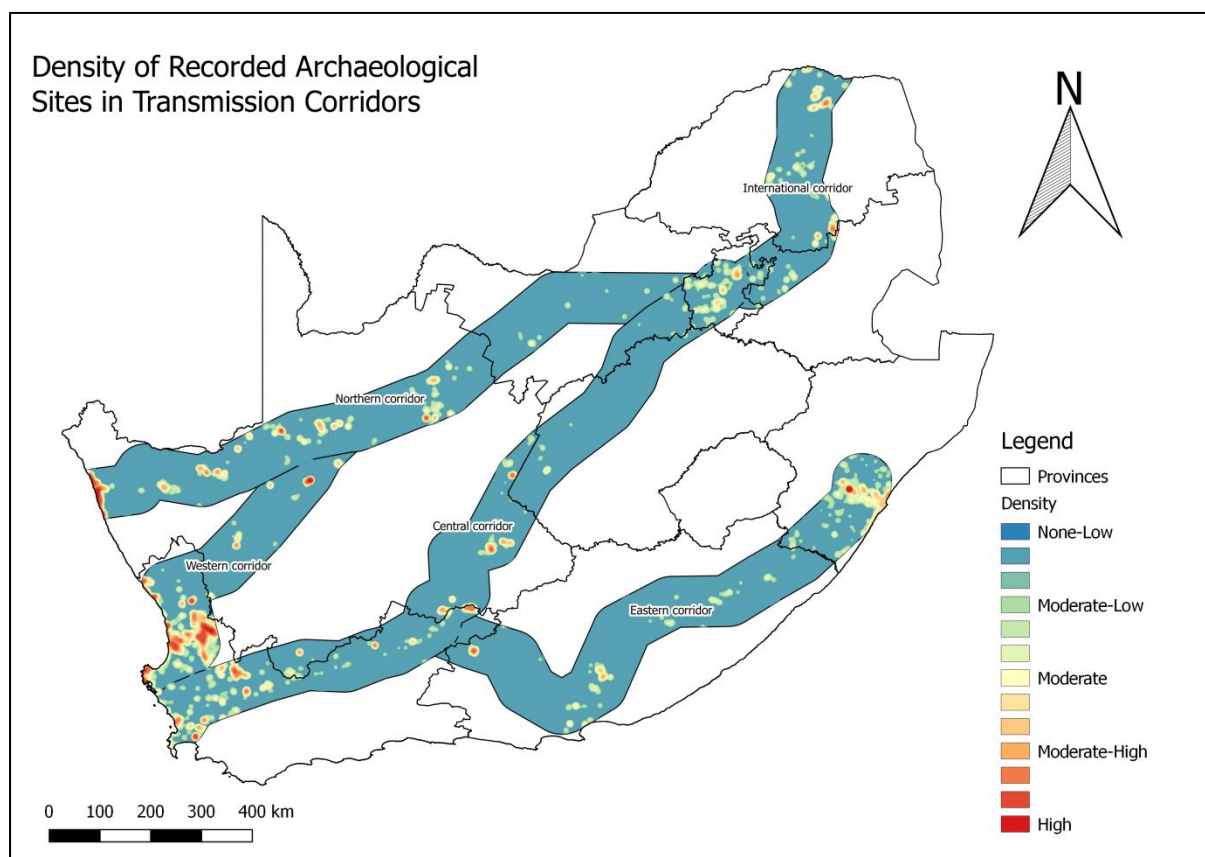 Density of Recorded Archaeological
Sites in Transmission Corridors
N
International corridor
Northern corridor
Western corridor
Central corridor
Eastern corridor
Legend
Provinces
Density
None-Low
Moderate-Low
Moderate
Moderate-High
High
0 100 200 300 400 km